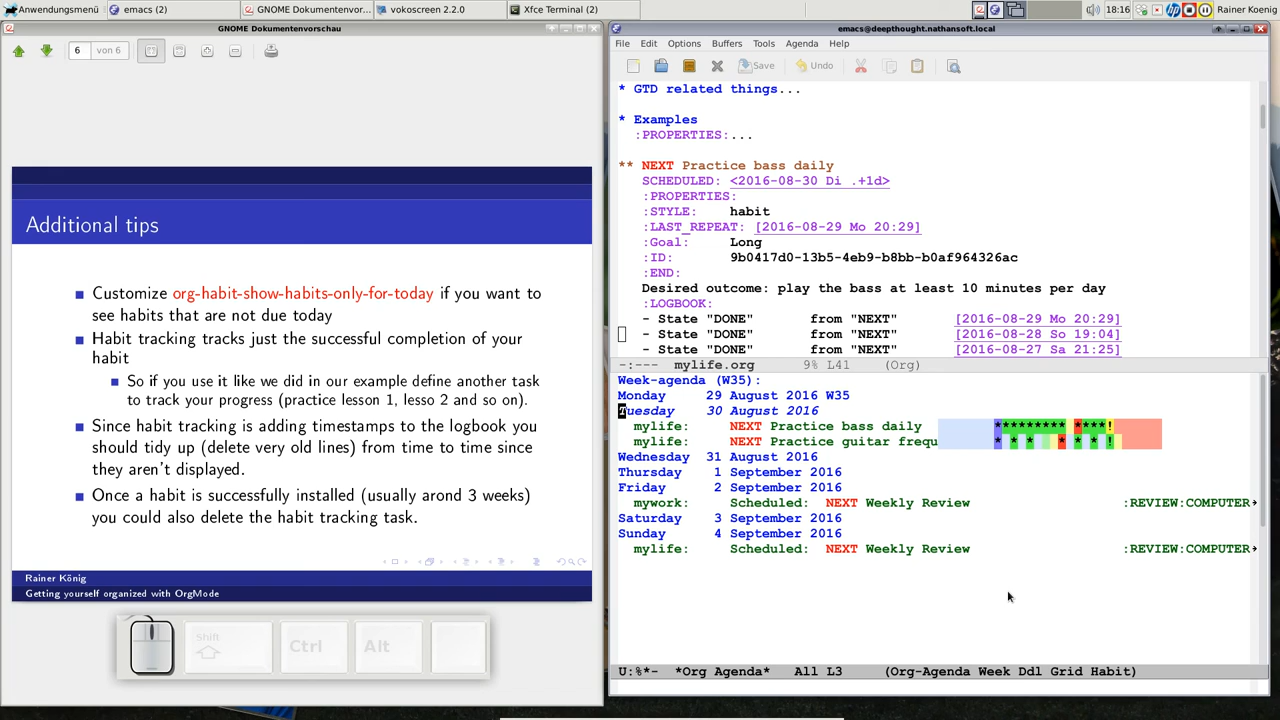 Anwendungsmenü
emacs (2)
GNOME Dokumentenvor...
vokoscreen 2.2.0
Xfce Terminal (2)
18:16
Rainer Koenig
GNOME Dokumentenvorschau
6 von 6
Additional tips
Customize org-habit-show-habits-only-for-today if you want to
see habits that are not due today
Habit tracking tracks just the successful completion of your
habit
So if you use it like we did in our example define another task
to track your progress (practice lesson 1, lesso 2 and so on).
Since habit tracking is adding timestamps to the logbook you
should tidy up (delete very old lines) from time to time since
they aren't displayed.
Once a habit is successfully installed (usually arond 3 weeks)
you could also delete the habit tracking task.
Rainer König
Getting yourself organized with OrgMode
Shift
Ctrl
Alt
emacs@deepthought.nathansoft.local
File Edit Options Buffers Tools Agenda Help
Save Undo
* GTD related things...
* Examples
:PROPERTIES:...
** NEXT Practice bass daily
SCHEDULED: <2016-08-30 Di .+1d>
:PROPERTIES:
:STYLE: habit
:LAST_REPEAT: [2016-08-29 Mo 20:29]
:Goal: Long
:ID: 9b0417d0-13b5-4eb9-b8bb-b0af964326ac
:END:
Desired outcome: play the bass at least 10 minutes per day
:LOGBOOK:
- State "DONE" from "NEXT" [2016-08-29 Mo 20:29]
- State "DONE" from "NEXT" [2016-08-28 So 19:04]
- State "DONE" from "NEXT" [2016-08-27 Sa 21:25]
-:--- mylife.org 9% L41 (Org)
Week-agenda (W35):
Monday 29 August 2016 W35
Tuesday 30 August 2016
mylife: NEXT Practice bass daily ********* ****!
mylife: NEXT Practice guitar frequ * * * * * * !
Wednesday 31 August 2016
Thursday 1 September 2016
Friday 2 September 2016
mywork: Scheduled: NEXT Weekly Review :REVIEW:COMPUTER
Saturday 3 September 2016
Sunday 4 September 2016
mylife: Scheduled: NEXT Weekly Review :REVIEW:COMPUTER
U:%*- *Org Agenda* All L3 (Org-Agenda Week Ddl Grid Habit)